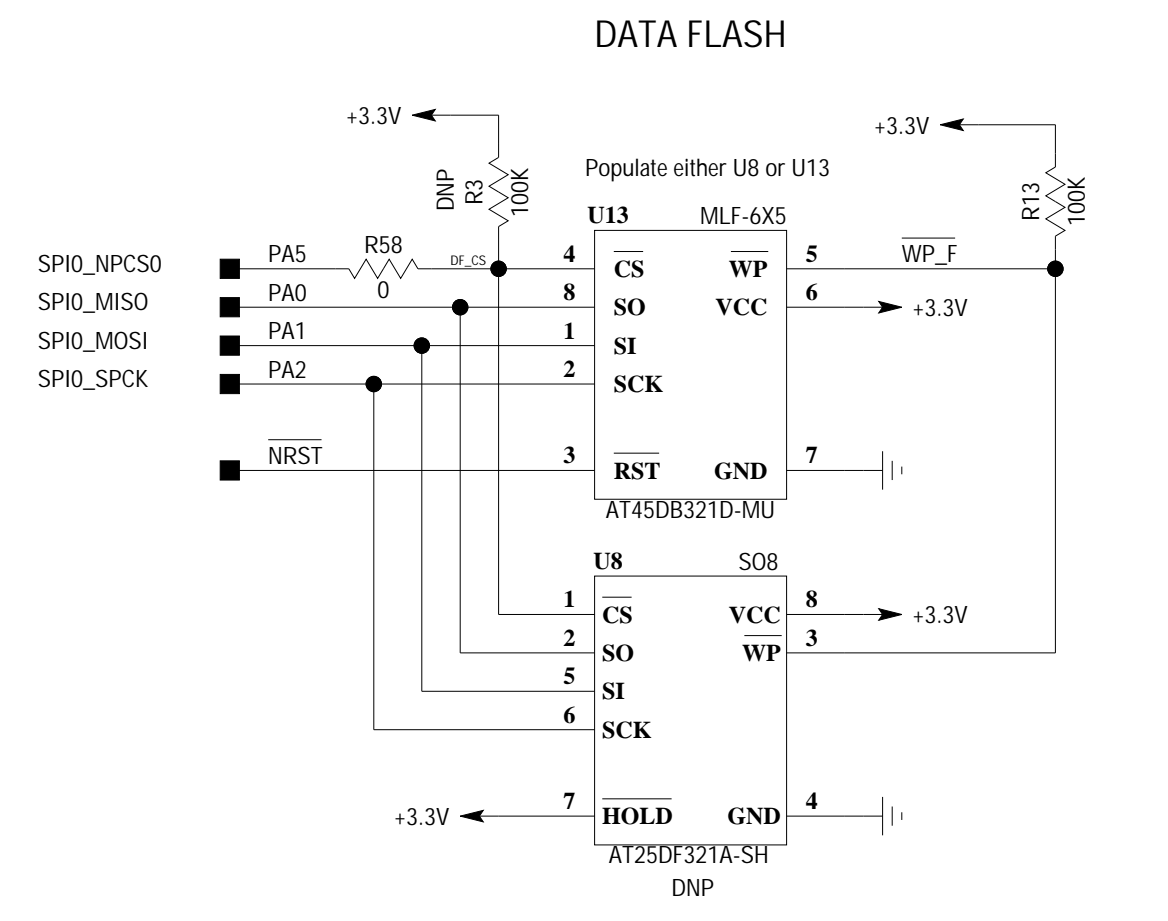 DATA FLASH
+3.3V
+3.3V
DNP
R3
100K
Populate either U8 or U13
R13
100K
U13 MLF-6X5
SPI0_NPCS0 PA5 R58 DF_CS 4 CS WP 5 WP_F
0
SPI0_MISO PA0 8 SO VCC 6 +3.3V
SPI0_MOSI PA1 1 SI
SPI0_SPCK PA2 2 SCK
NRST 3 RST GND 7
AT45DB321D-MU
U8 SO8
1 CS VCC 8 +3.3V
2 SO WP 3
5 SI
6 SCK
+3.3V 7 HOLD GND 4
AT25DF321A-SH
DNP